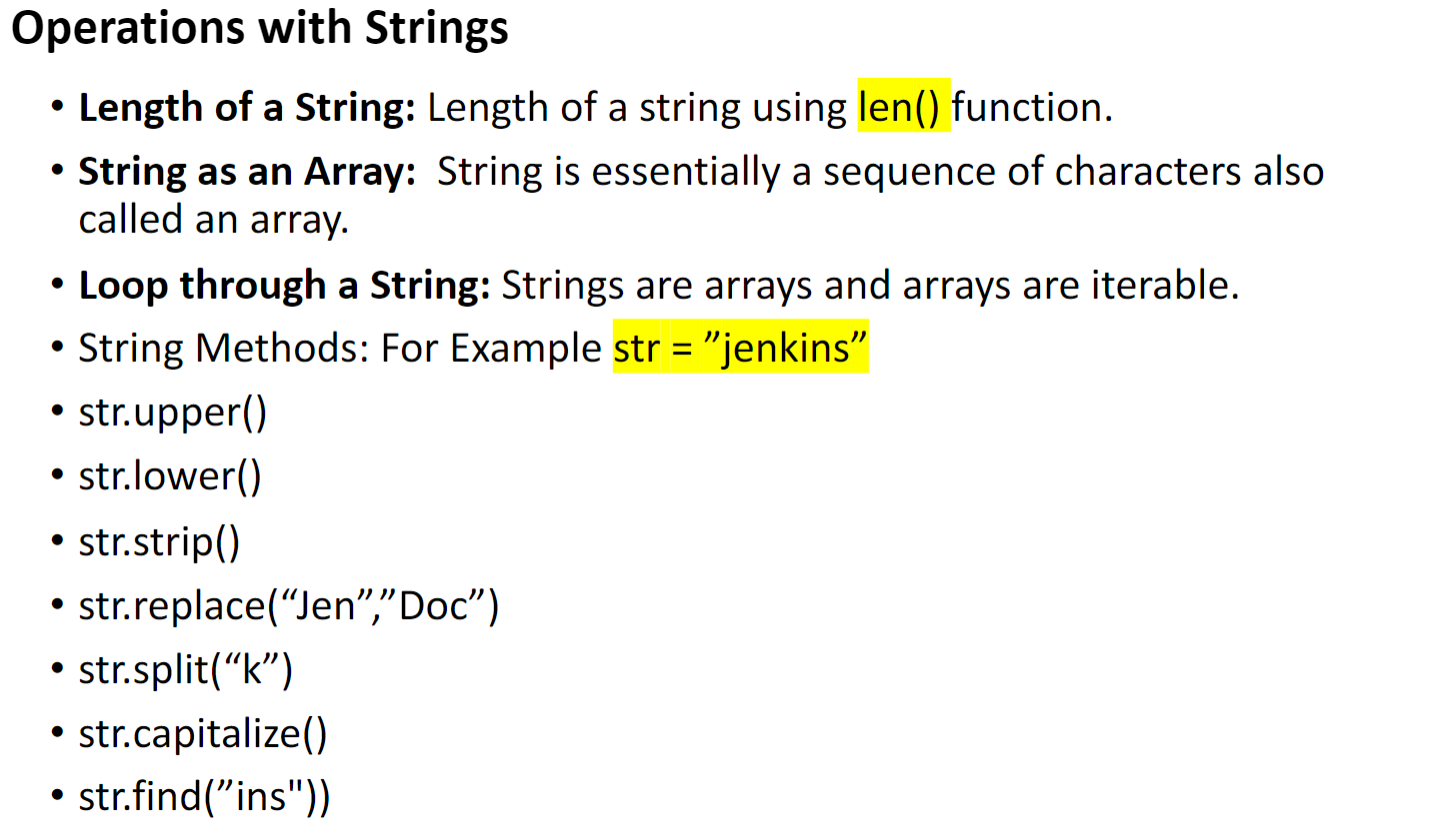 Operations with Strings
• Length of a String: Length of a string using len() function.
• String as an Array:  String is essentially a sequence of characters also
called an array.
• Loop through a String: Strings are arrays and arrays are iterable.
• String Methods: For Example str = ”jenkins”
• str.upper()
• str.lower()
• str.strip()
• str.replace(“Jen”,”Doc”)
• str.split(“k”)
• str.capitalize()
• str.find(”ins"))